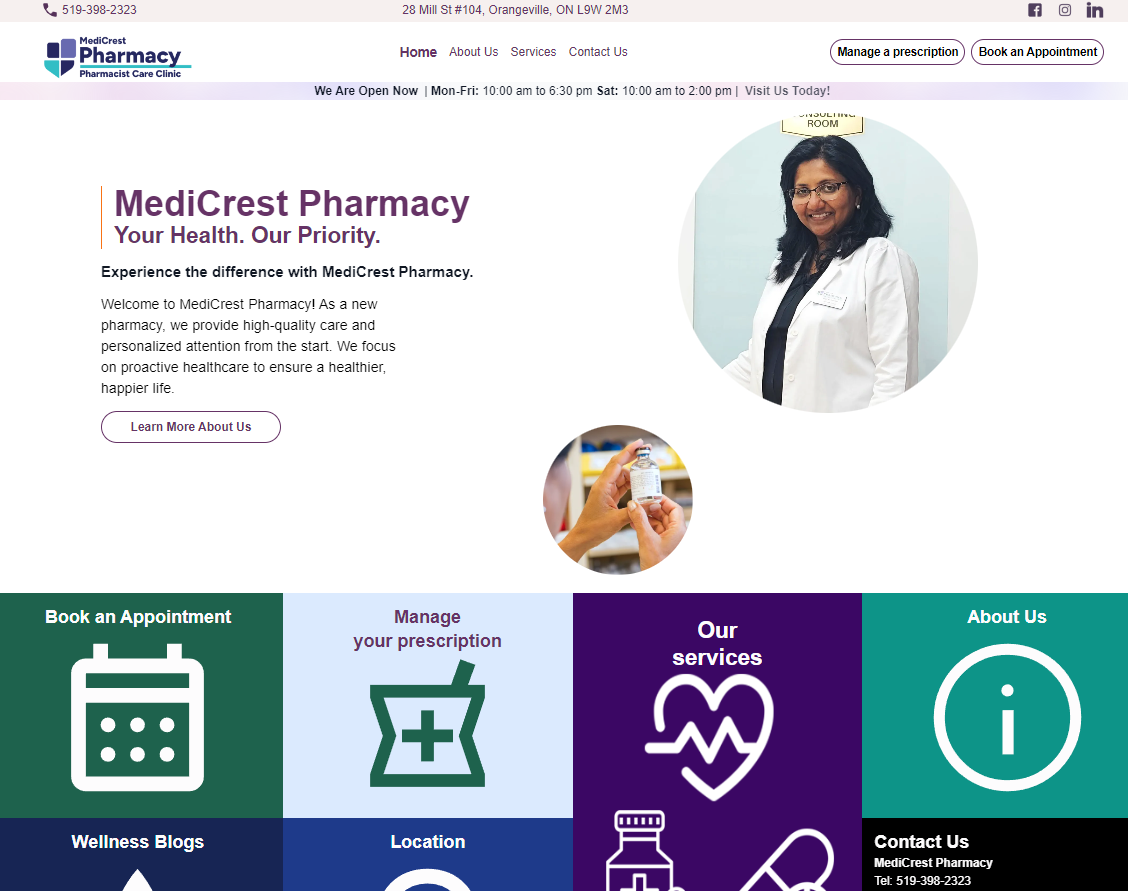 519-398-2323
28 Mill St #104, Orangeville, ON L9W 2M3
MediCrest
Pharmacy
Pharmacist Care Clinic
Home About Us Services Contact Us
Manage a prescription Book an Appointment
We Are Open Now | Mon-Fri: 10:00 am to 6:30 pm Sat: 10:00 am to 2:00 pm | Visit Us Today!
ROOM
MediCrest Pharmacy
Your Health. Our Priority.
Experience the difference with MediCrest Pharmacy.
Welcome to MediCrest Pharmacy! As a new
pharmacy, we provide high-quality care and
personalized attention from the start. We focus
on proactive healthcare to ensure a healthier,
happier life.
Learn More About Us
Book an Appointment
Manage
your prescription
Our
services
About Us
Wellness Blogs
Location
Contact Us
MediCrest Pharmacy
Tel: 519-398-2323